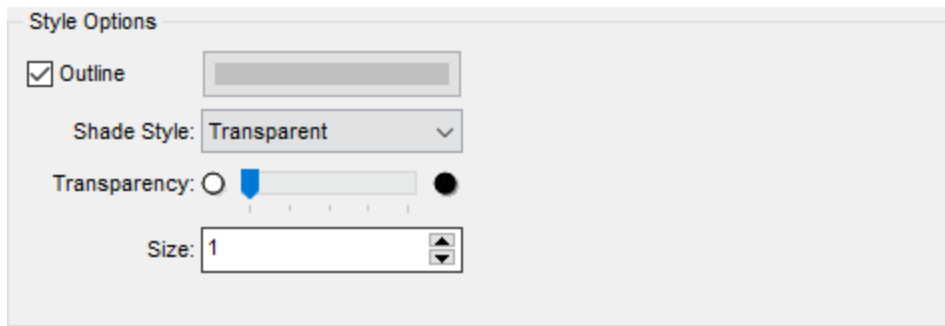 Style Options
Outline
Shade Style: Transparent
Transparency:
Size: 1